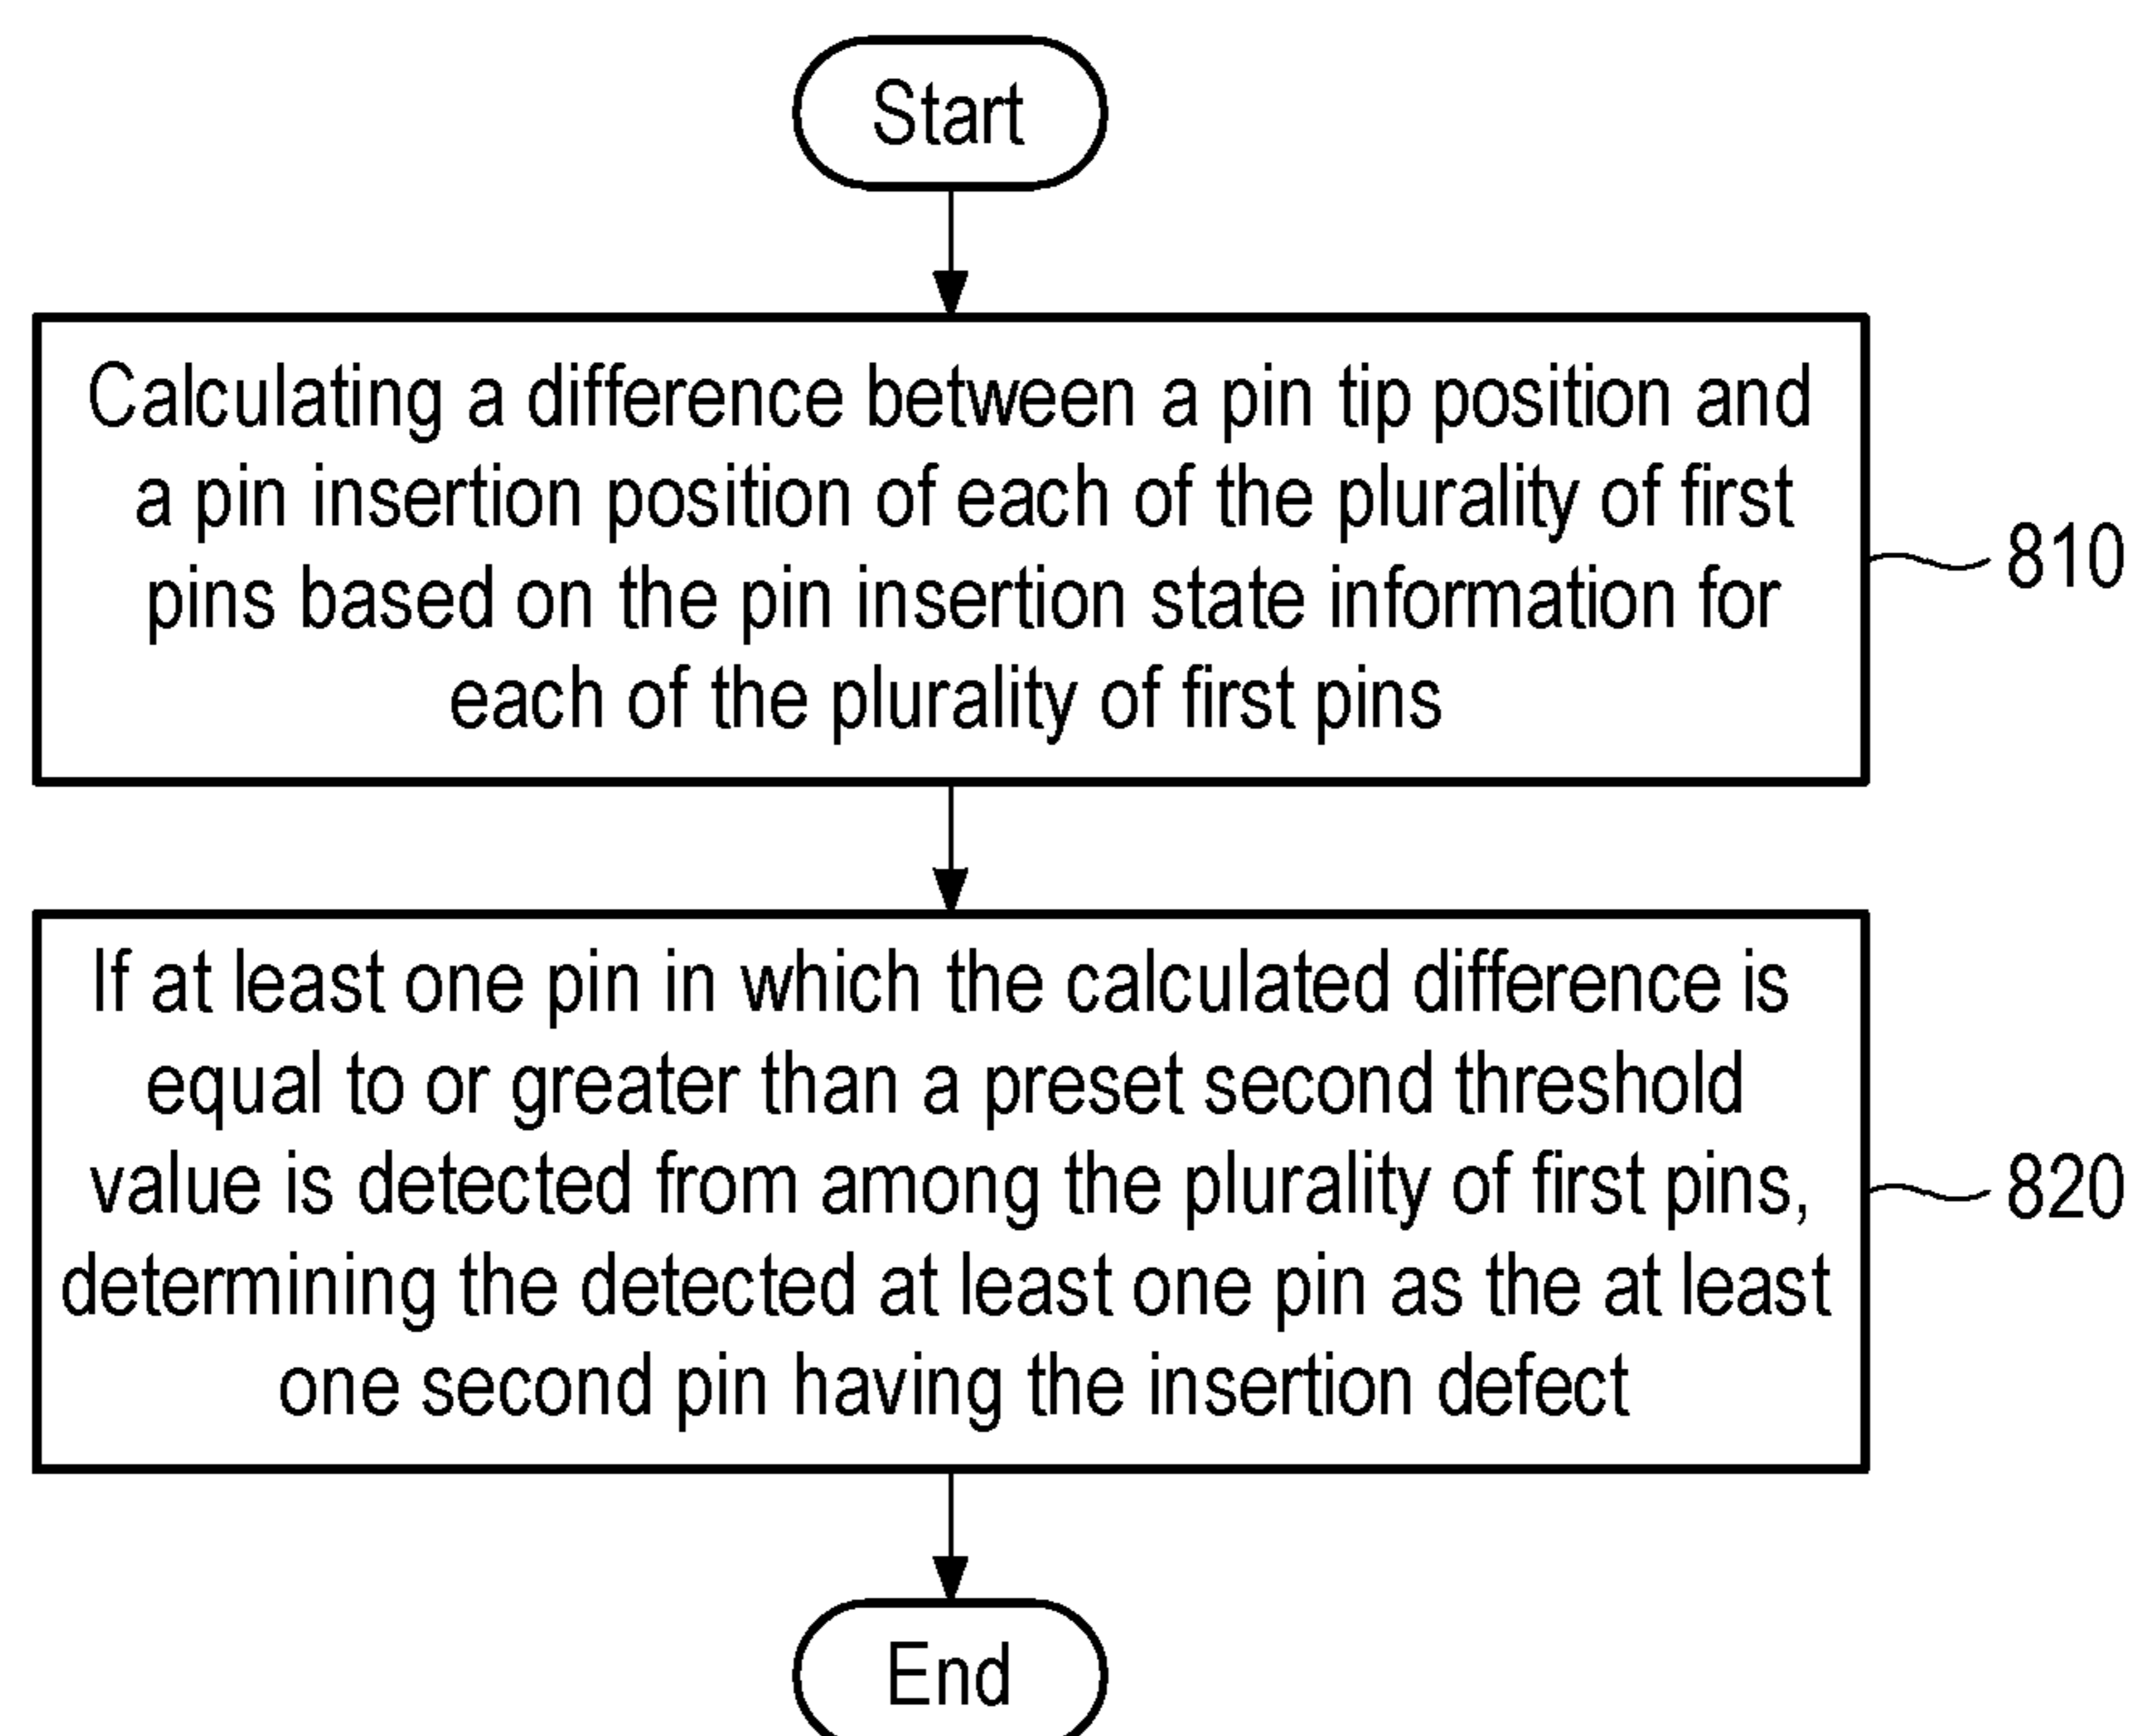 Start
Calculating a difference between a pin tip position and
a pin insertion position of each of the plurality of first
pins based on the pin insertion state information for
each of the plurality of first pins
810
If at least one pin in which the calculated difference is
equal to or greater than a preset second threshold
value is detected from among the plurality of first pins,
determining the detected at least one pin as the at least
one second pin having the insertion defect
820
End